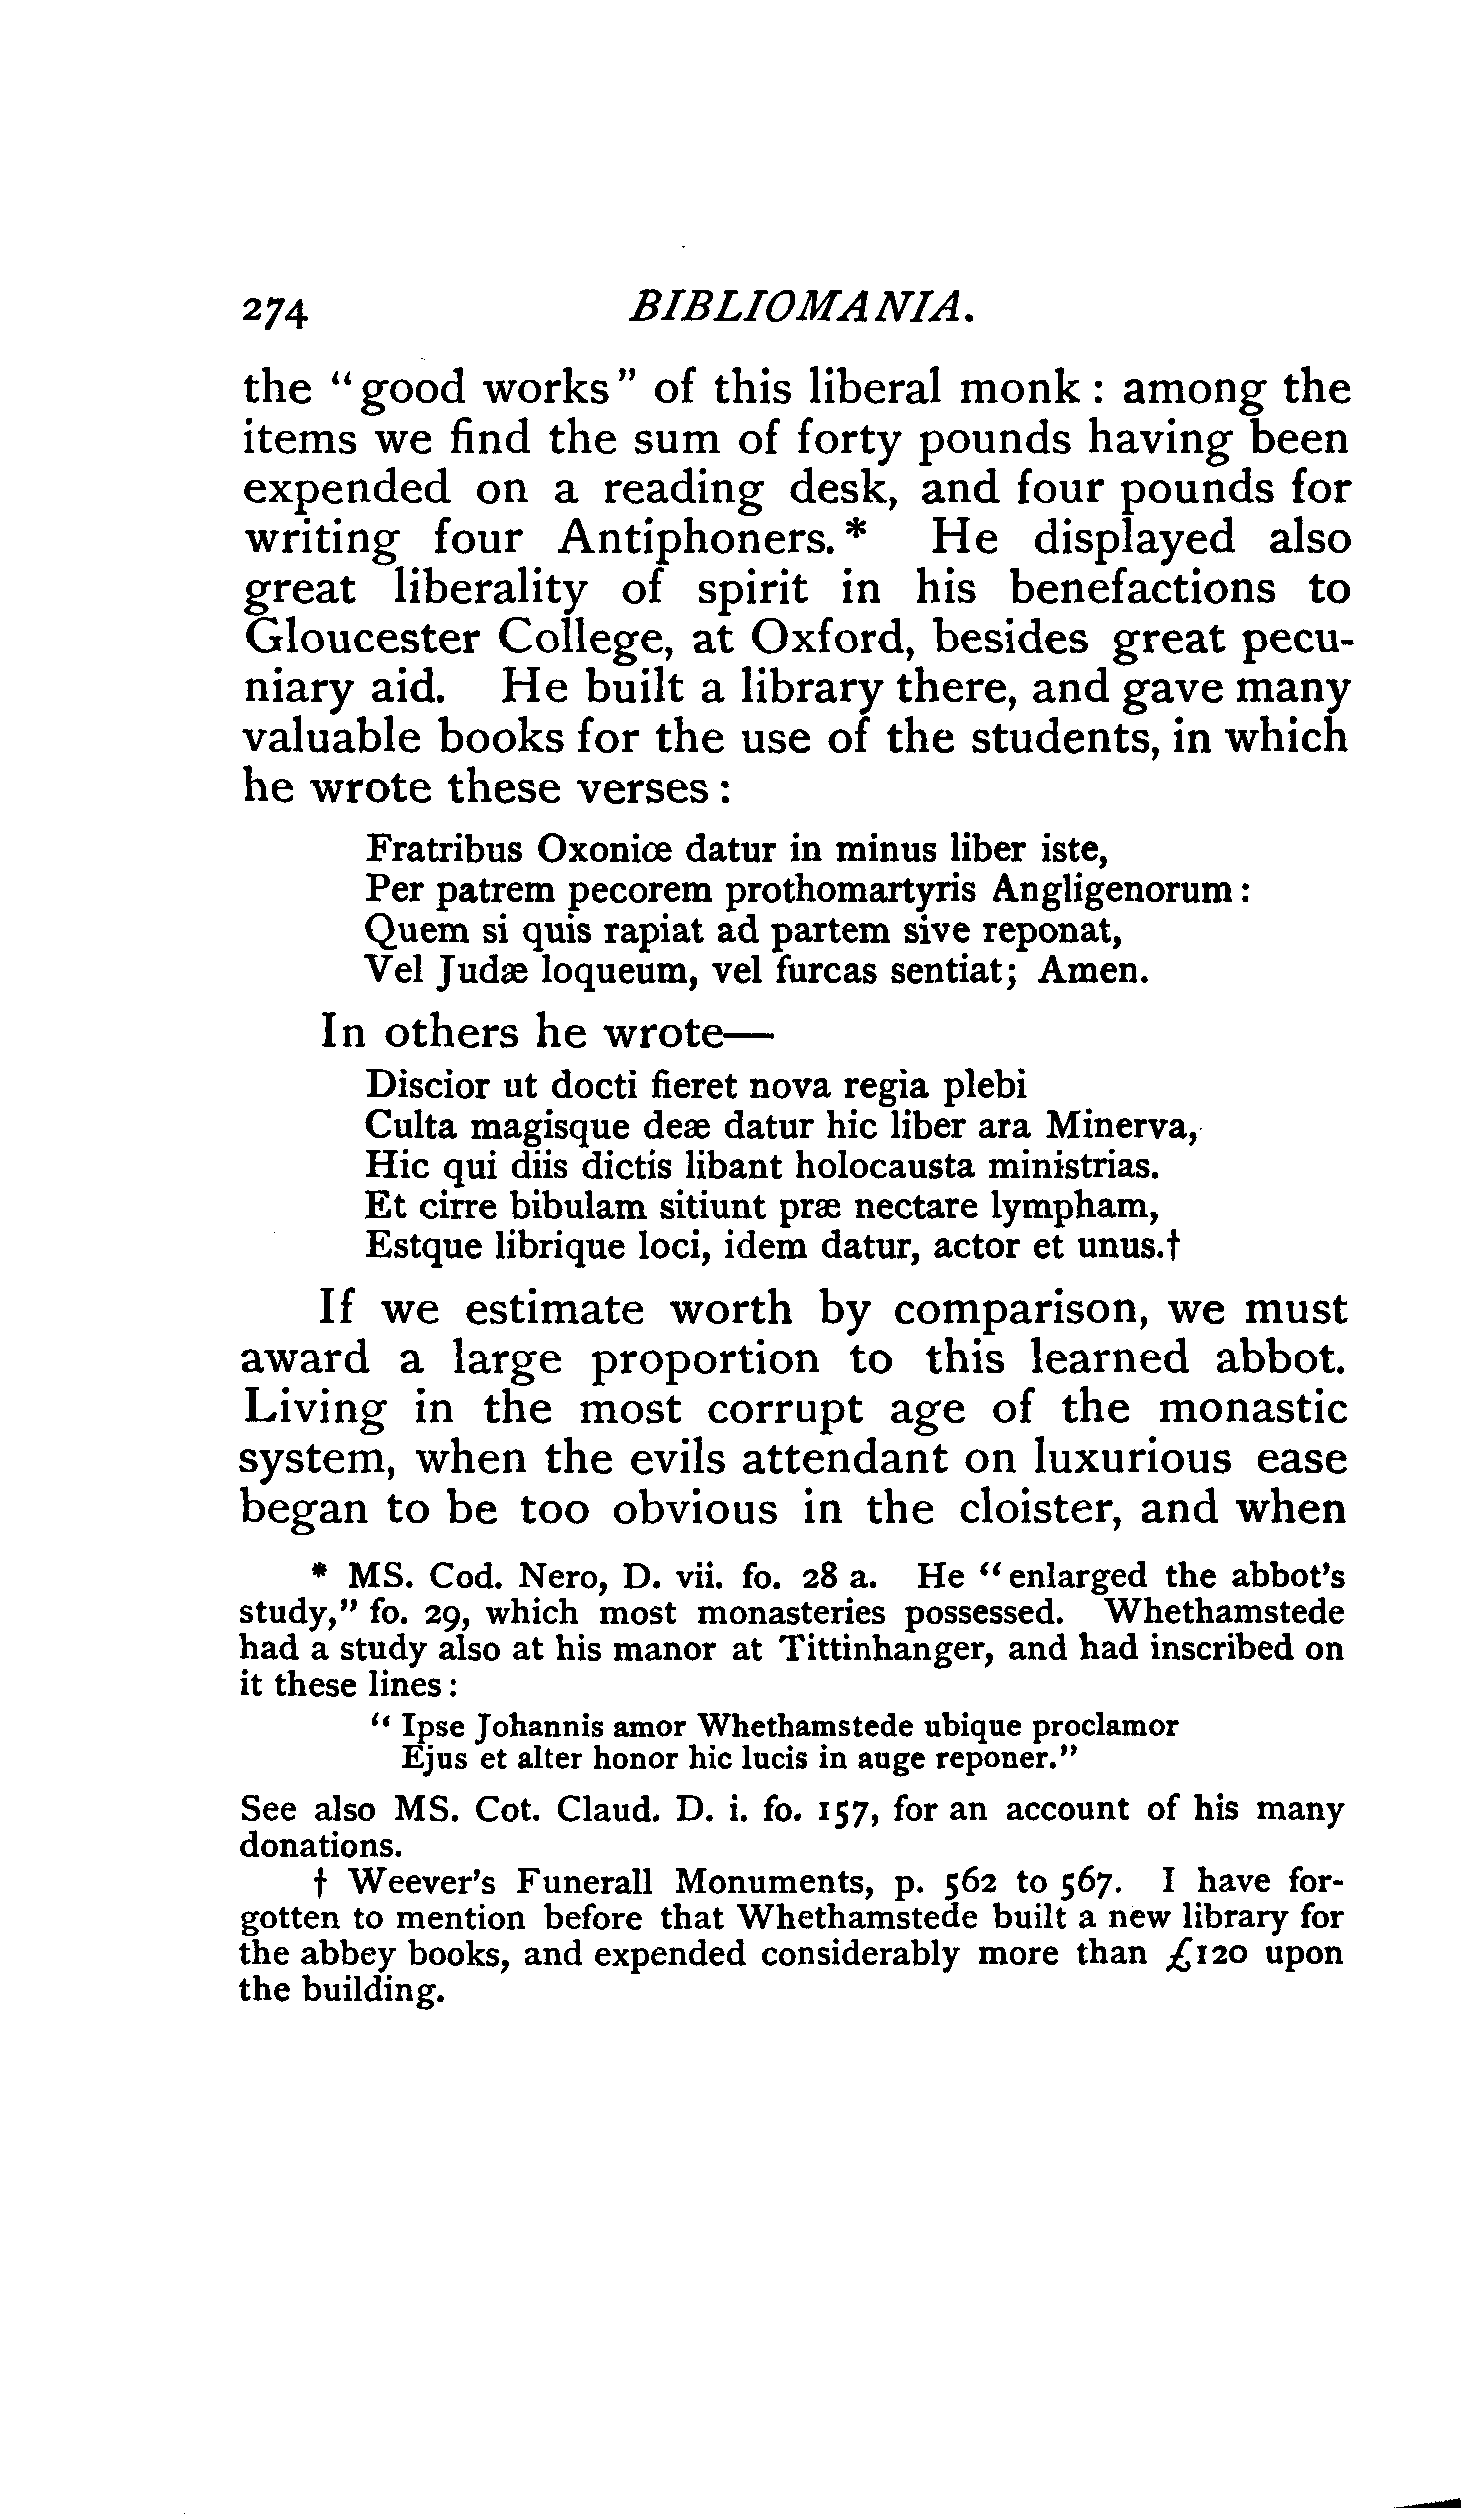 274 BIBLIOMANIA.
the "good works" of this liberal monk : among the
items we find the sum of forty pounds having been
expended on a reading desk, and four pounds for
writing four Antiphoners.* He displayed also
great liberality of spirit in his benefactions to
Gloucester College, at Oxford, besides great pecu-
niary aid. He built a library there, and gave many
valuable books for the use of the students, in which
he wrote these verses :
Fratribus Oxoniœ datur in minus liber iste,
Per patrem pecorem prothomartyris Angligenorum :
Quem si quis rapiat ad partem sive reponat,
Vel Judæ loqueum, vel furcas sentiat; Amen.
In others he wrote—
Discior ut docti fieret nova regia plebi
Culta magisque deæ datur hic liber ara Minerva,
Hic qui diis dictis libant holocausta ministrias.
Et cirre bibulam sitiunt præ nectare lympham,
Estque librique loci, idem datur, actor et unus.†
If we estimate worth by comparison, we must
award a large proportion to this learned abbot.
Living in the most corrupt age of the monastic
system, when the evils attendant on luxurious ease
began to be too obvious in the cloister, and when
* MS. Cod. Nero, D. vii. fo. 28 a. He "enlarged the abbot's
study," fo. 29, which most monasteries possessed. Whethamstede
had a study also at his manor at Tittinhanger, and had inscribed on
it these lines :
" Ipse Johannis amor Whethamstede ubique proclamor
Ejus et alter honor hic lucis in auge reponer."
See also MS. Cot. Claud. D. i. fo. 157, for an account of his many
donations.
† Weever's Funerall Monuments, p. 562 to 567. I have for-
gotten to mention before that Whethamstede built a new library for
the abbey books, and expended considerably more than £120 upon
the building.